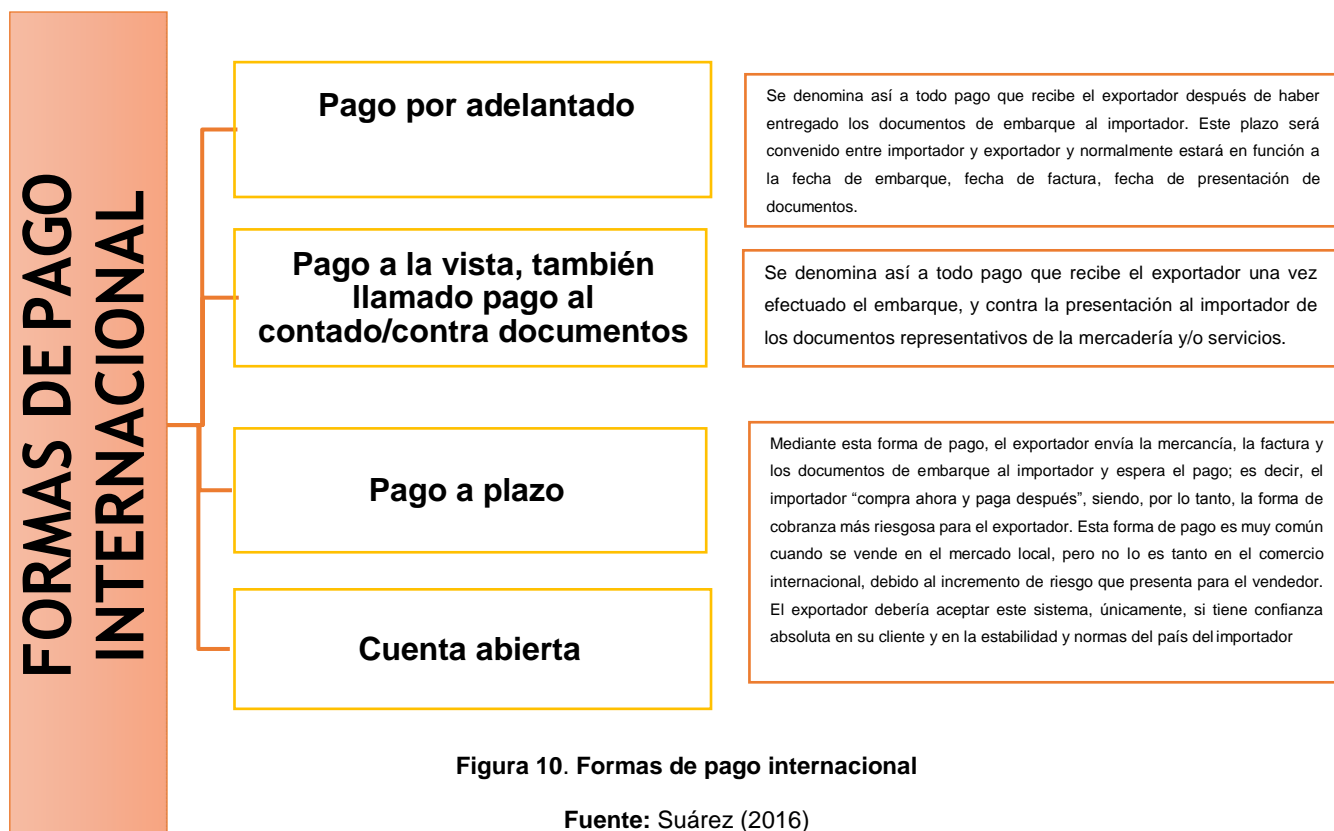 FORMAS DE PAGO
INTERNACIONAL
Pago por adelantado
Se denomina así a todo pago que recibe el exportador después de haber
entregado los documentos de embarque al importador. Este plazo será
convenido entre importador y exportador y normalmente estará en función a
la fecha de embarque, fecha de factura, fecha de presentación de
documentos.
Pago a la vista, también
llamado pago al
contado/contra documentos
Se denomina así a todo pago que recibe el exportador una vez
efectuado el embarque, y contra la presentación al importador de
los documentos representativos de la mercadería y/o servicios.
Pago a plazo
Mediante esta forma de pago, el exportador envía la mercancía, la factura y
los documentos de embarque al importador y espera el pago; es decir, el
importador “compra ahora y paga después”, siendo, por lo tanto, la forma de
cobranza más riesgosa para el exportador. Esta forma de pago es muy común
cuando se vende en el mercado local, pero no lo es tanto en el comercio
internacional, debido al incremento de riesgo que presenta para el vendedor.
El exportador debería aceptar este sistema, únicamente, si tiene confianza
absoluta en su cliente y en la estabilidad y normas del país del importador
Cuenta abierta
Figura 10. Formas de pago internacional
Fuente: Suárez (2016)